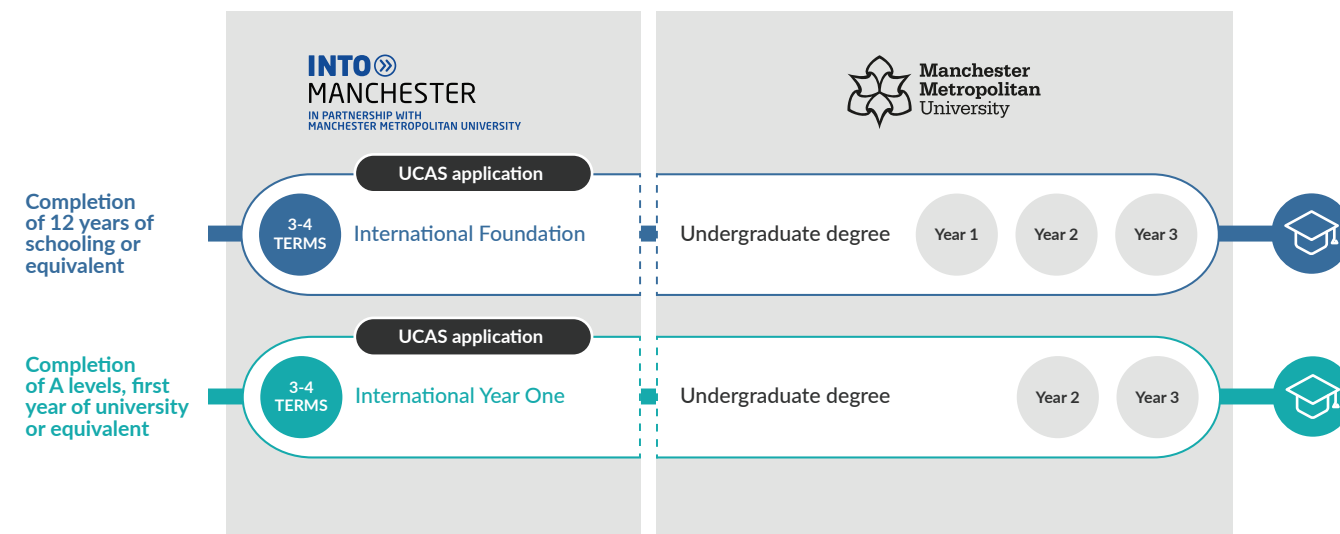 INTO
MANCHESTER
IN PARTNERSHIP WITH
MANCHESTER METROPOLITAN UNIVERSITY
Manchester
Metropolitan
University
Completion
of 12 years of
schooling or
equivalent
UCAS application
3-4
TERMS
International Foundation
Undergraduate degree
Year 1
Year 2
Year 3
Completion
of A levels, first
year of university
or equivalent
UCAS application
3-4
TERMS
International Year One
Undergraduate degree
Year 2
Year 3